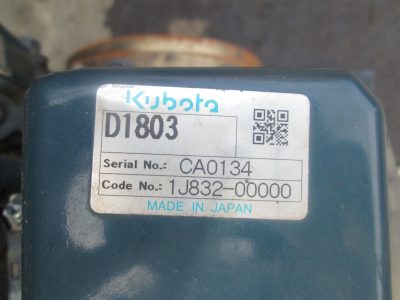 Kubota
D1803
Serial No.: CA0134
Code No.: 1J832-00000
MADE IN JAPAN